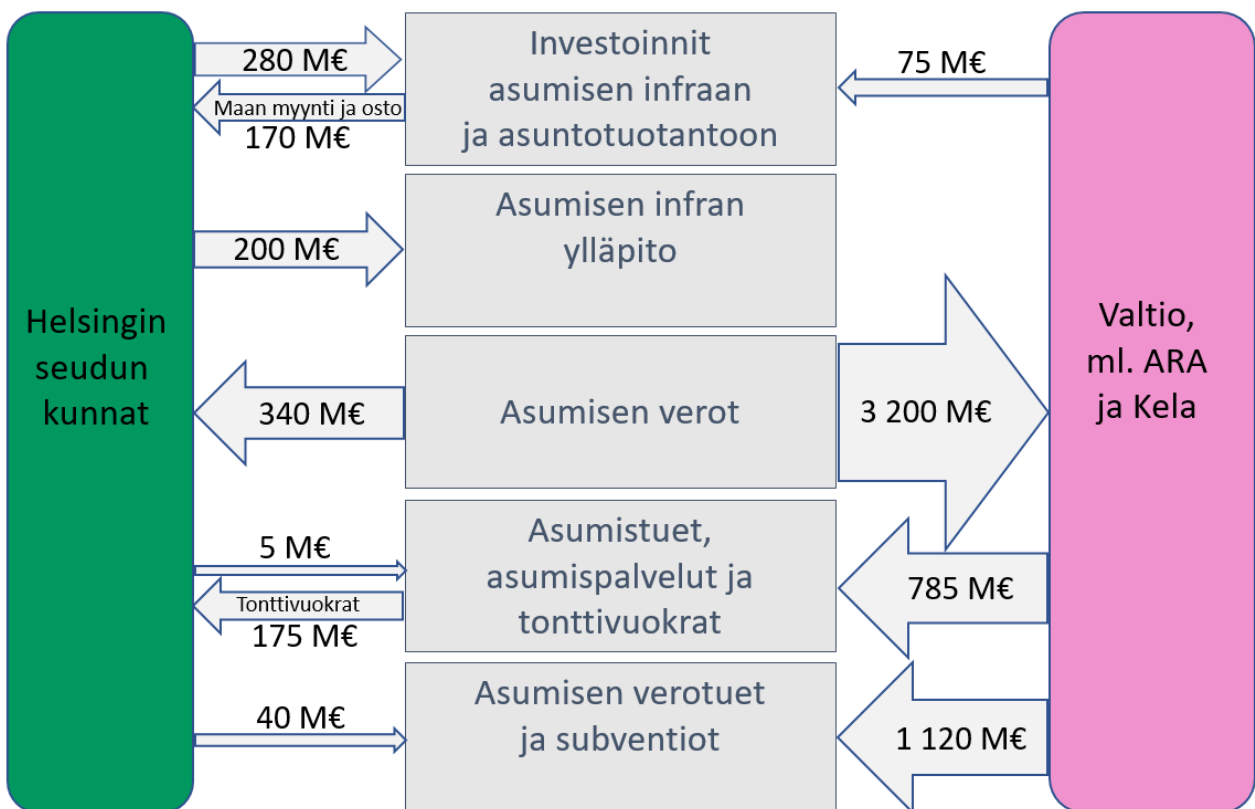 Helsingin
seudun
kunnat
280 M€
Maan myynti ja osto
170 M€
Investoinnit
asumisen infraan
ja asuntotuotantoon
75 M€
200 M€
Asumisen infran
ylläpito
340 M€
Asumisen verot
3 200 M€
5 M€
Tonttivuokrat
175 M€
Asumistuet,
asumispalvelut ja
tonttivuokrat
785 M€
40 M€
Asumisen verotuet
ja subventiot
1 120 M€
Valtio,
ml. ARA
ja Kela